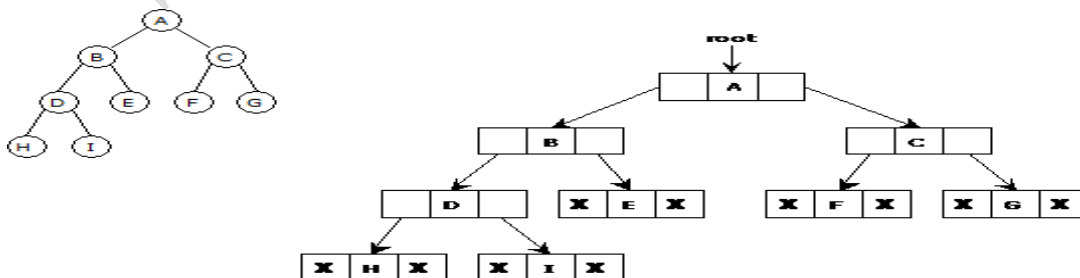 A
B C
D E F G
H I
root
A
B C
D X E X X F X X G X
X H X X I X